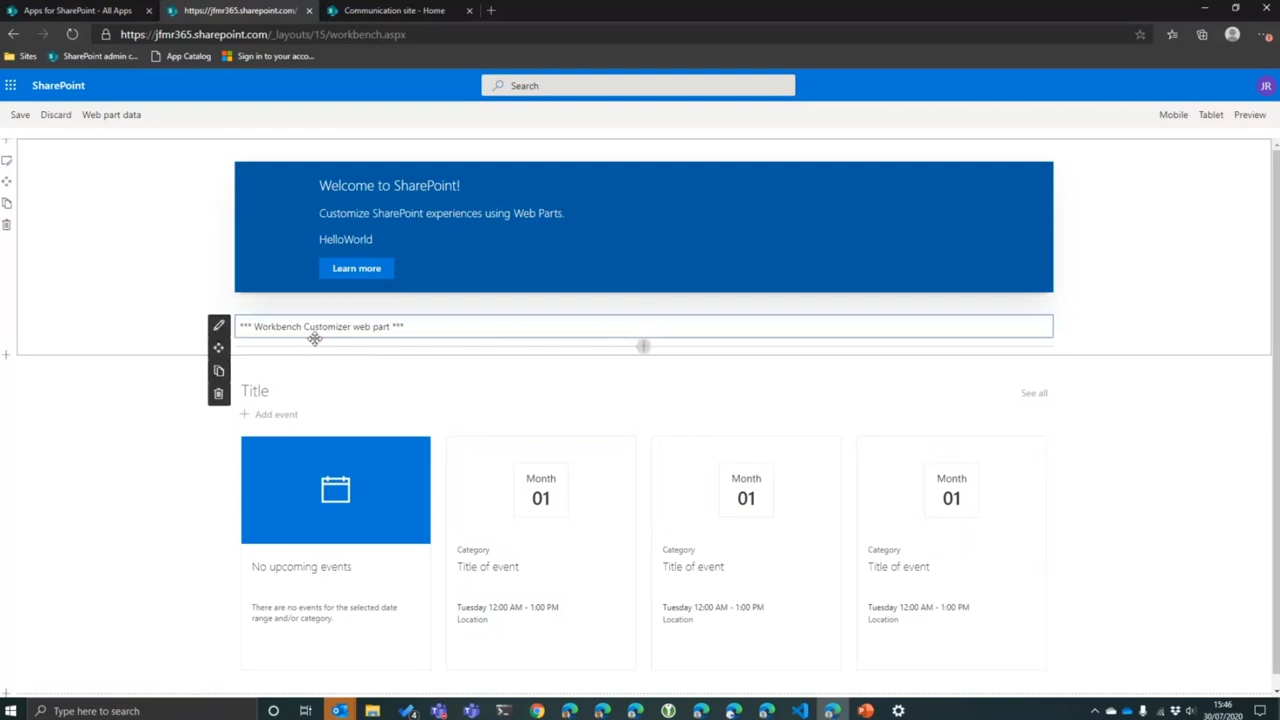 Apps for SharePoint - All Apps
https://jfmr365.sharepoint.com/
Communication site - Home
https://jfmr365.sharepoint.com/_layouts/15/workbench.aspx
Sites
SharePoint admin c...
App Catalog
Sign in to your acco...
SharePoint
Search
JR
Save
Discard
Web part data
Mobile
Tablet
Preview
Welcome to SharePoint!
Customize SharePoint experiences using Web Parts.
HelloWorld
Learn more
*** Workbench Customizer web part ***
Title
See all
+ Add event
Month
01
Month
01
Month
01
No upcoming events
There are no events for the selected date
range and/or category.
Category
Title of event
Tuesday 12:00 AM - 1:00 PM
Location
Category
Title of event
Tuesday 12:00 AM - 1:00 PM
Location
Category
Title of event
Tuesday 12:00 AM - 1:00 PM
Location
Type here to search
15:46
30/07/2020